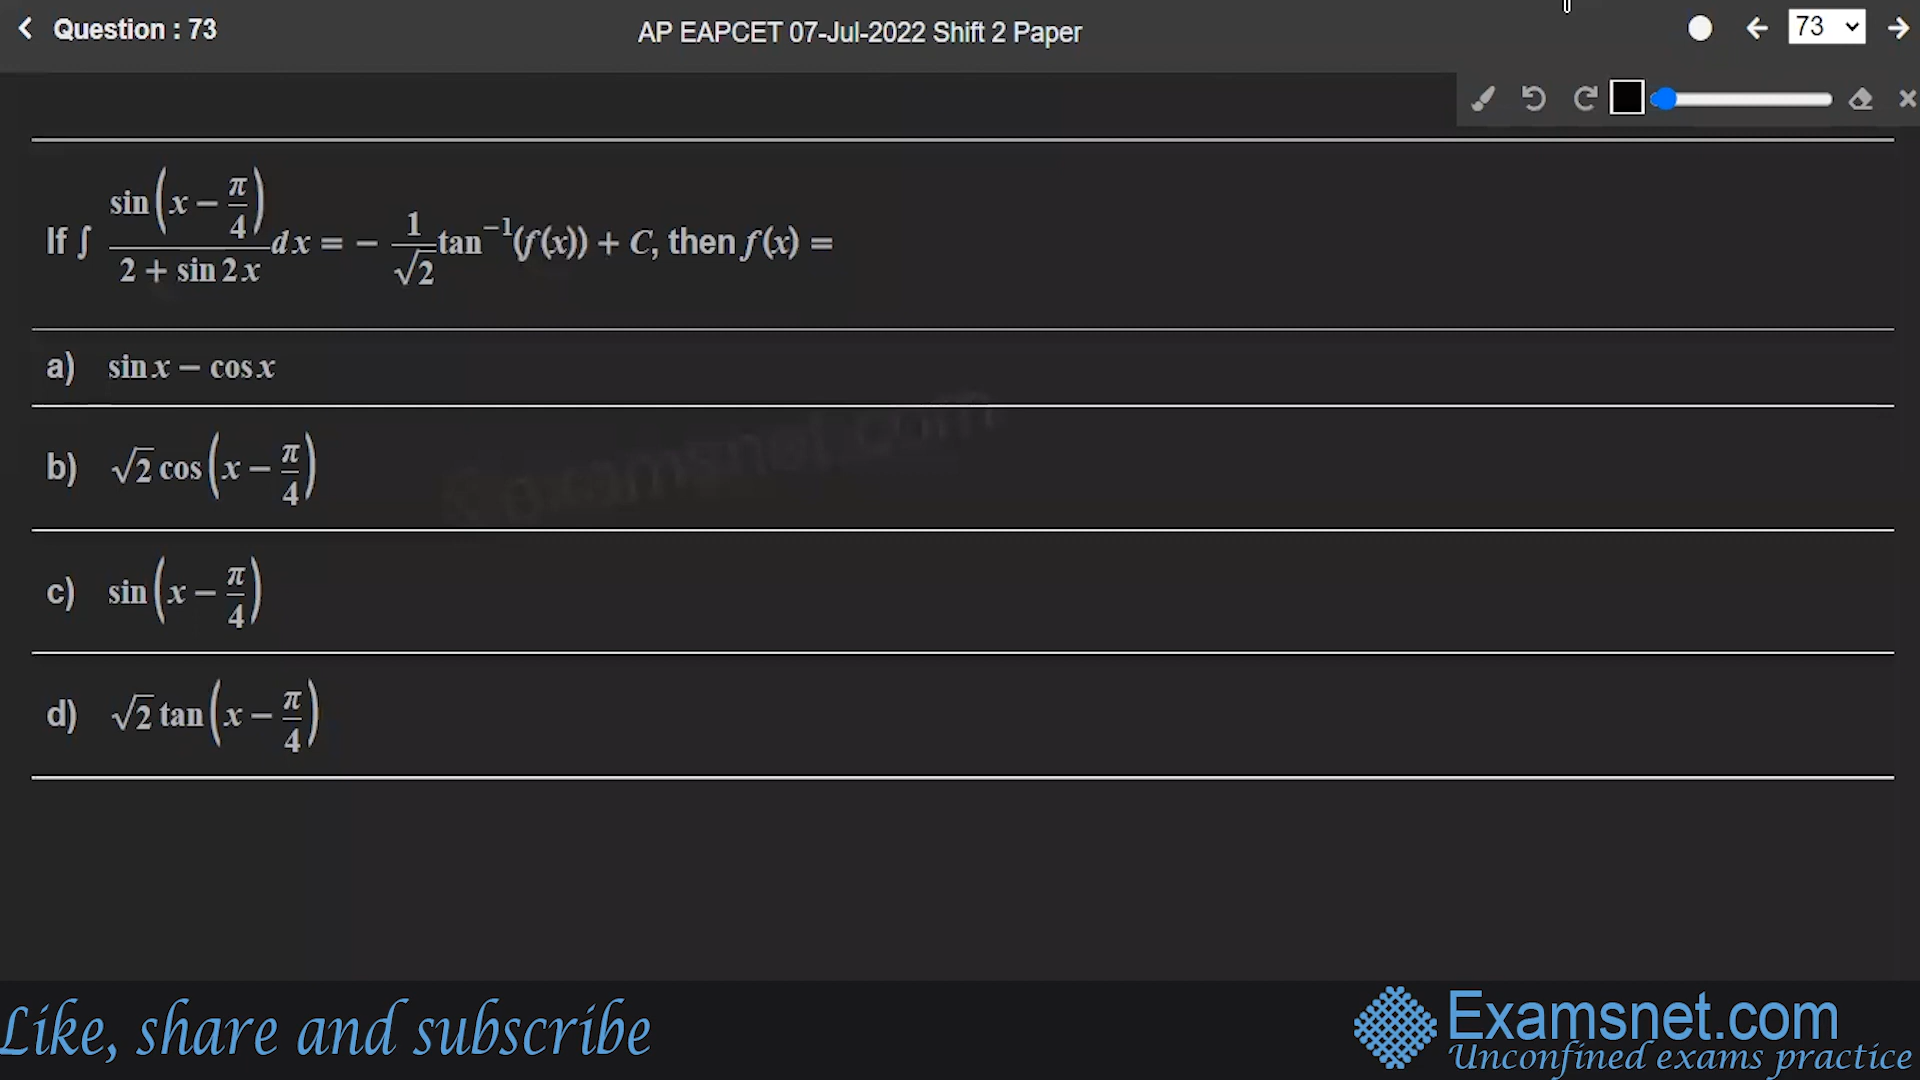 Question : 73
AP EAPCET 07-Jul-2022 Shift 2 Paper
73
If ∫ sin(x − π/4) / (2 + sin 2x) dx = − 1/√2 tan⁻¹(f(x)) + C, then f(x) =
a) sin x − cos x
b) √2 cos(x − π/4)
c) sin(x − π/4)
d) √2 tan(x − π/4)
examsnet.com
Like, share and subscribe
Examsnet.com
Unconfined exams practice